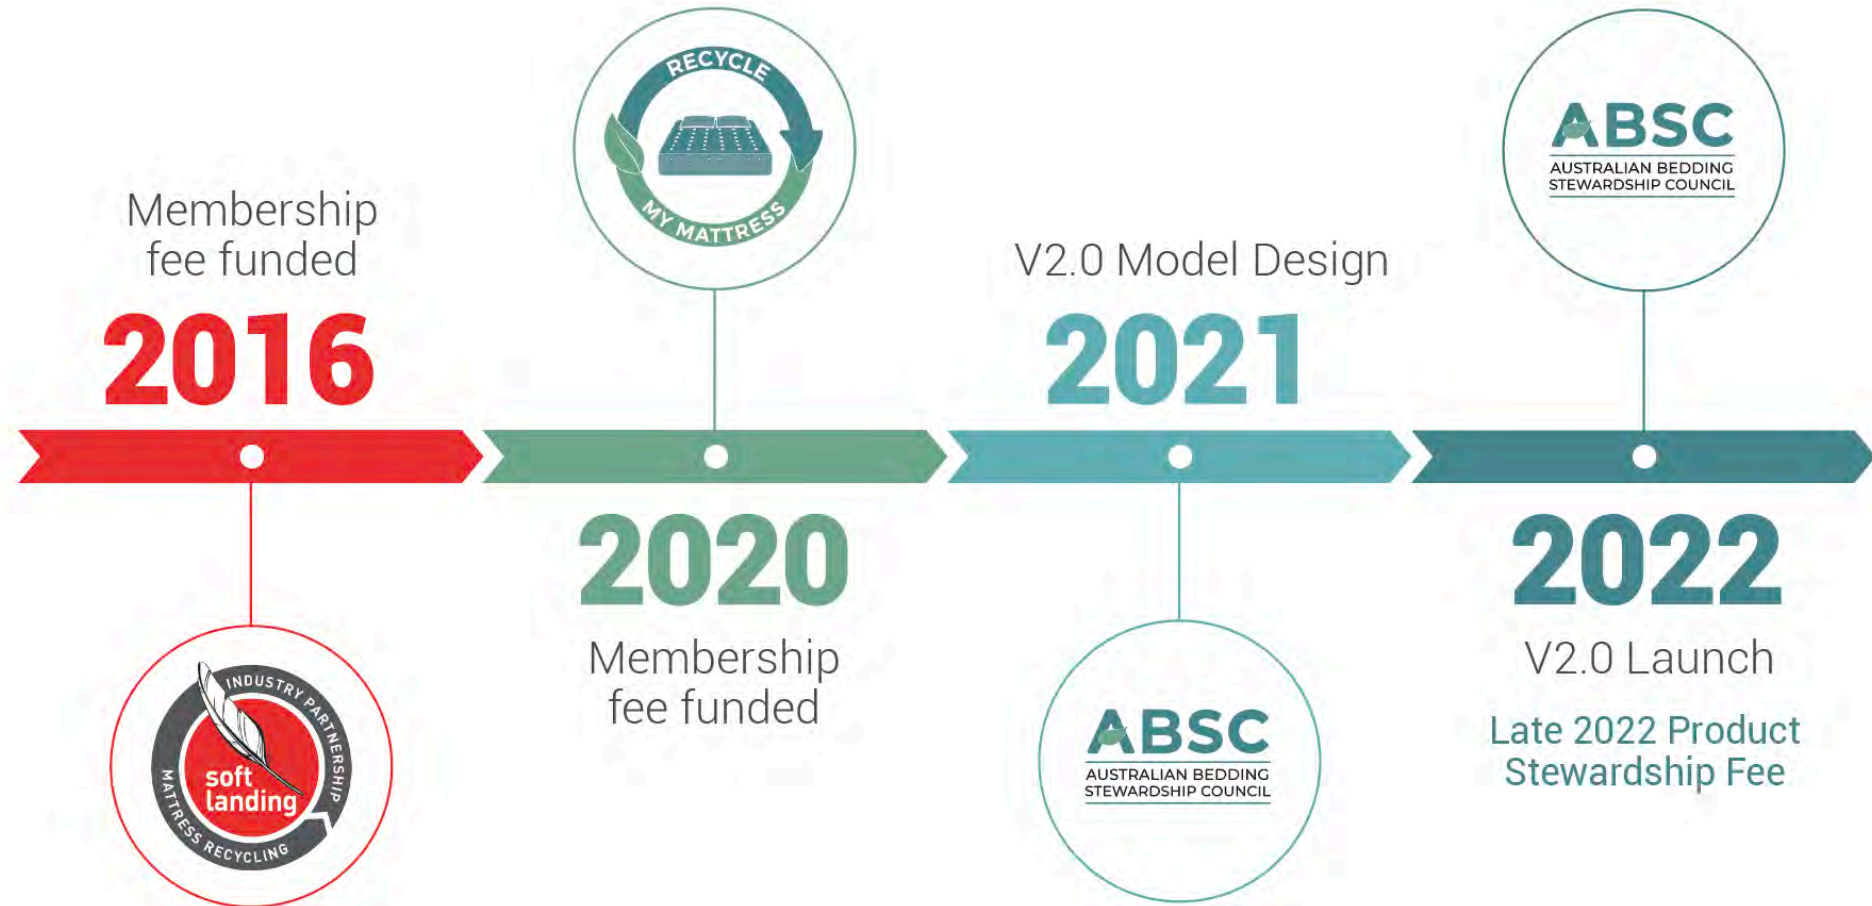 Membership
fee funded
2016
INDUSTRY PARTNERSHIP
soft
landing
MATTRESS RECYCLING
RECYCLE
MY MATTRESS
2020
Membership
fee funded
V2.0 Model Design
2021
ABSC
AUSTRALIAN BEDDING
STEWARDSHIP COUNCIL
ABSC
AUSTRALIAN BEDDING
STEWARDSHIP COUNCIL
2022
V2.0 Launch
Late 2022 Product
Stewardship Fee